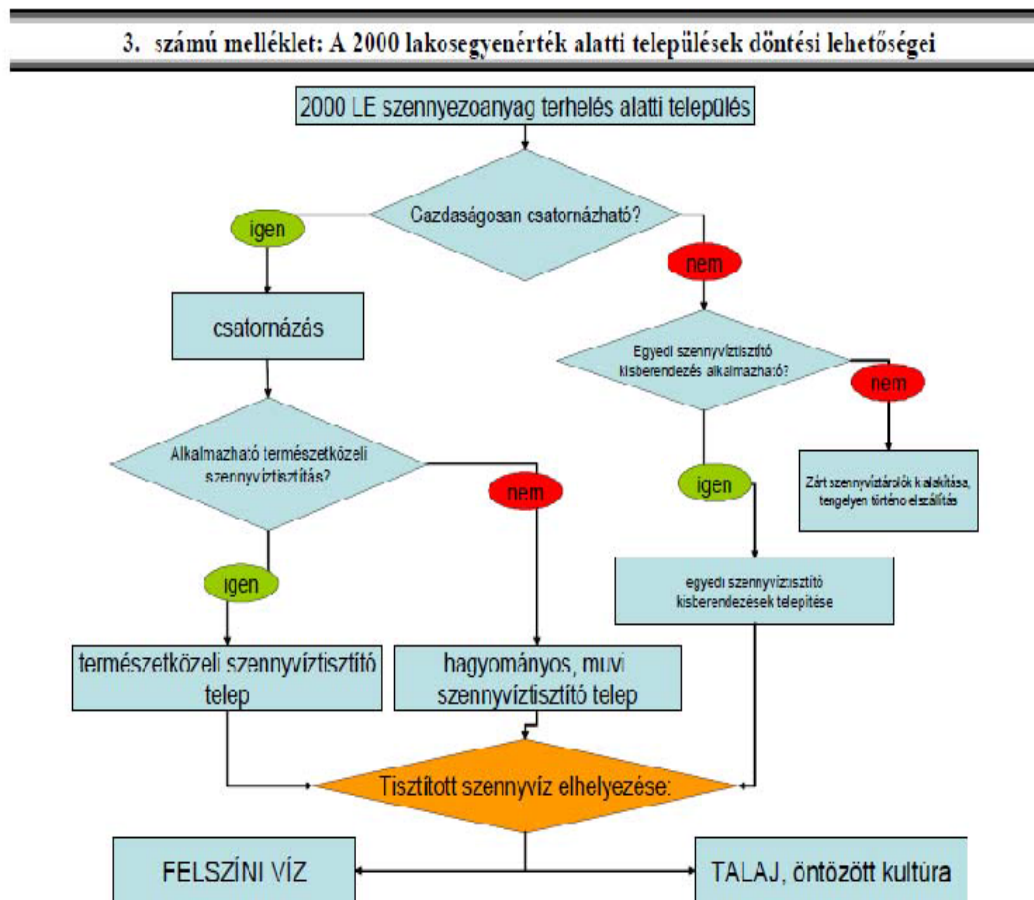 3. számú melléklet: A 2000 lakosegyenérték alatti települések döntési lehetőségei
2000 LE szennyezoanyag terhelés alatti település
Gazdaságosan csatornázható?
igen
nem
csatornázás
Egyedi szennyvíztisztító
kisberendezés alkalmazható?
nem
Alkalmazható természetközeli
szennyvíztisztítás?
igen
nem
Zárt szennyvíztárolók kialakítása,
tengelyen történo elszállítás
igen
egyedi szennyvíztisztító
kisberendezések telepítése
természetközeli szennyvíztisztító
telep
hagyományos, muvi
szennyvíztisztító telep
Tisztított szennyvíz elhelyezése:
FELSZÍNI VÍZ
TALAJ, öntözött kultúra